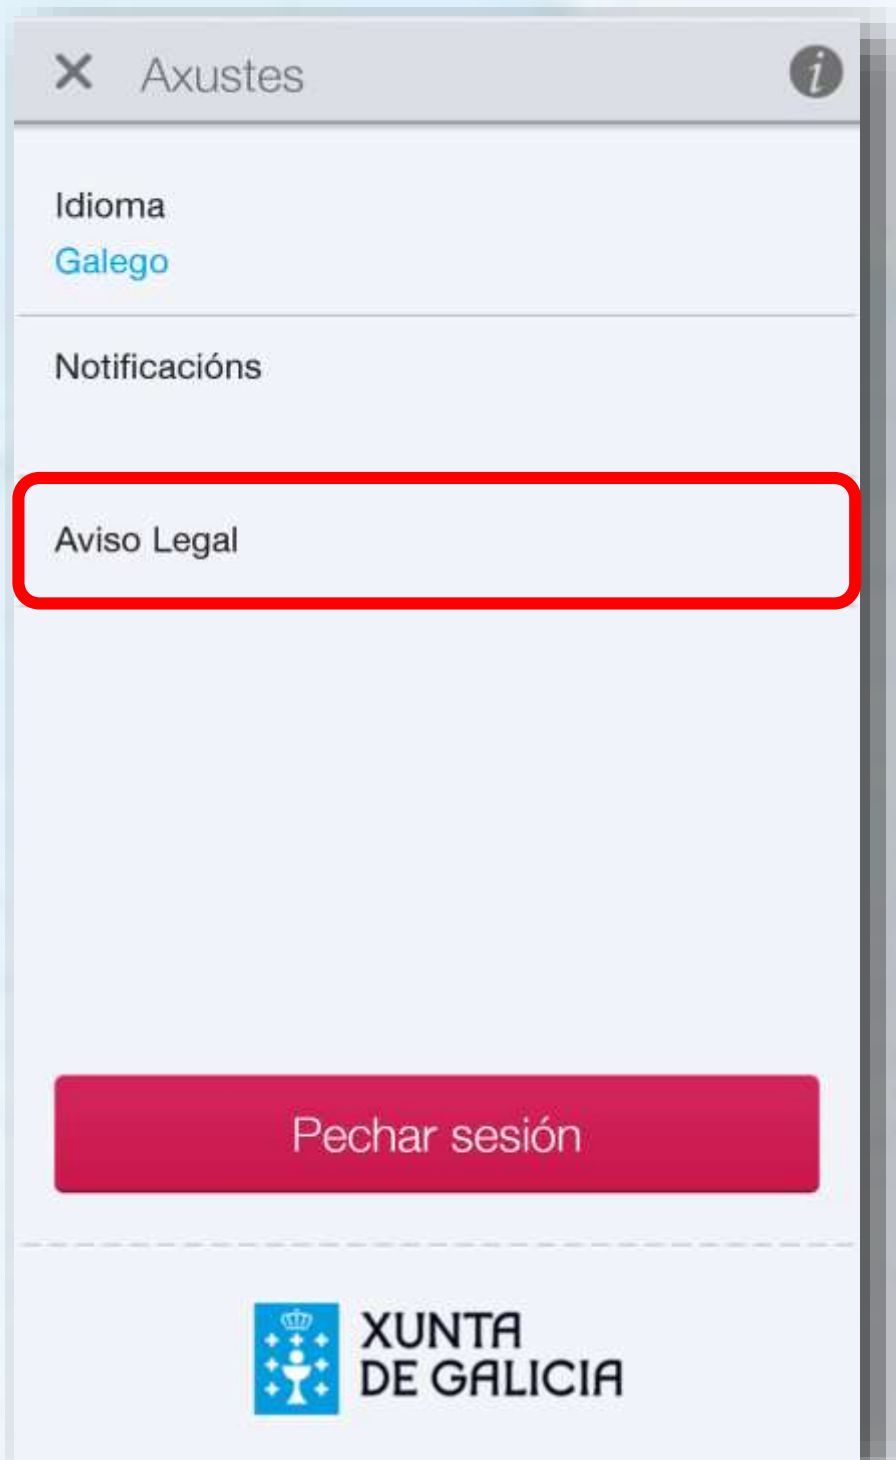 Axustes
Idioma
Galego
Notificacións
Aviso Legal
Pechar sesión
XUNTA
DE GALICIA